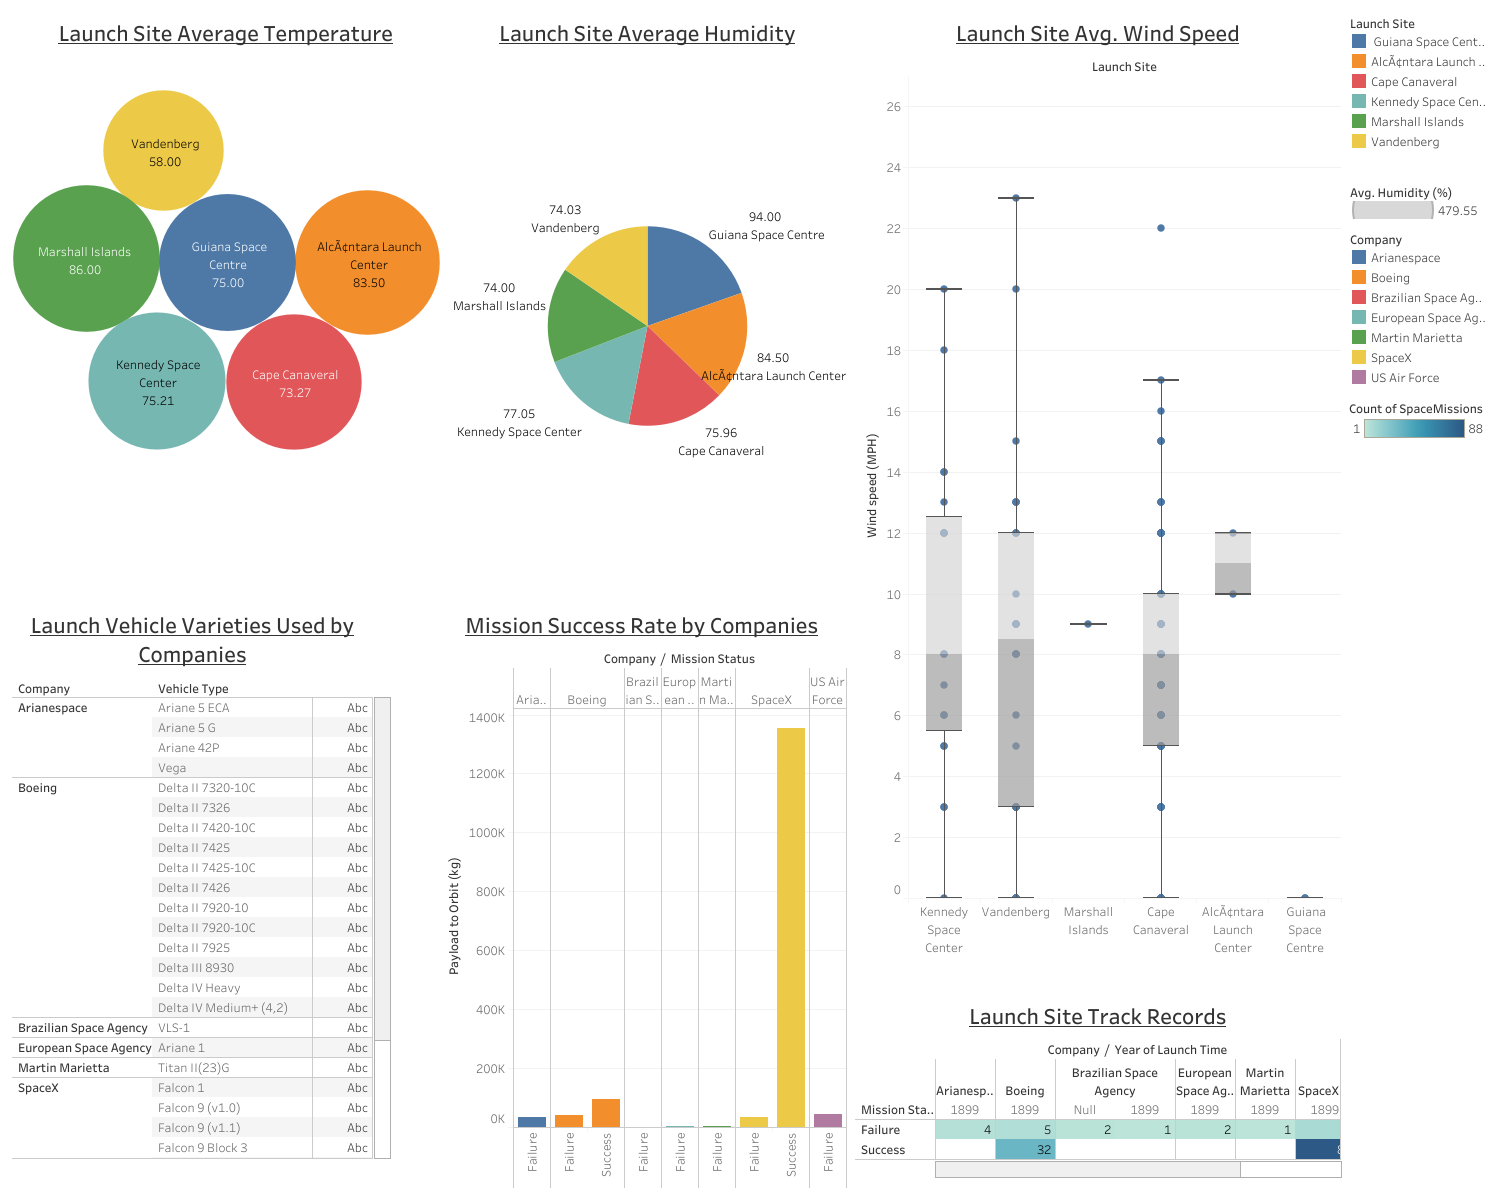 Launch Site Average Temperature
Vandenberg
58.00
Marshall Islands
86.00
Guiana Space
Centre
75.00
AlcÃ¢ntara Launch
Center
83.50
Kennedy Space
Center
75.21
Cape Canaveral
73.27
Launch Site Average Humidity
74.03
Vandenberg
94.00
Guiana Space Centre
74.00
Marshall Islands
84.50
AlcÃ¢ntara Launch Center
77.05
Kennedy Space Center
75.96
Cape Canaveral
Launch Site Avg. Wind Speed
Launch Site
26
24
22
20
18
16
14
12
10
8
6
4
2
0
Wind speed (MPH)
Kennedy
Space
Center
Vandenberg
Marshall
Islands
Cape
Canaveral
AlcÃ¢ntara
Launch
Center
Guiana
Space
Centre
Launch Site
Guiana Space Cent..
AlcÃ¢ntara Launch ..
Cape Canaveral
Kennedy Space Cen..
Marshall Islands
Vandenberg
Avg. Humidity (%)
479.55
Company
Arianespace
Boeing
Brazilian Space Ag..
European Space Ag..
Martin Marietta
SpaceX
US Air Force
Count of SpaceMissions
1 88
Launch Vehicle Varieties Used by
Companies
Company Vehicle Type
Arianespace Ariane 5 ECA Abc
Ariane 5 G Abc
Ariane 42P Abc
Vega Abc
Boeing Delta II 7320-10C Abc
Delta II 7326 Abc
Delta II 7420-10C Abc
Delta II 7425 Abc
Delta II 7425-10C Abc
Delta II 7426 Abc
Delta II 7920-10 Abc
Delta II 7920-10C Abc
Delta II 7925 Abc
Delta III 8930 Abc
Delta IV Heavy Abc
Delta IV Medium+ (4,2) Abc
Brazilian Space Agency VLS-1 Abc
European Space Agency Ariane 1 Abc
Martin Marietta Titan II(23)G Abc
SpaceX Falcon 1 Abc
Falcon 9 (v1.0) Abc
Falcon 9 (v1.1) Abc
Falcon 9 Block 3 Abc
Mission Success Rate by Companies
Company / Mission Status
Aria..
Boeing
Brazil
ian S..
Europ
ean ..
Marti
n Ma..
SpaceX
US Air
Force
1400K
1200K
1000K
800K
600K
400K
200K
0K
Payload to Orbit (kg)
Failure
Failure
Success
Failure
Failure
Failure
Failure
Success
Failure
Launch Site Track Records
Company / Year of Launch Time
Arianesp..
Boeing
Brazilian Space
Agency
European
Space Ag..
Martin
Marietta
SpaceX
Mission Sta.. 1899 1899 Null 1899 1899 1899 1899
Failure 4 5 2 1 2 1
Success 32